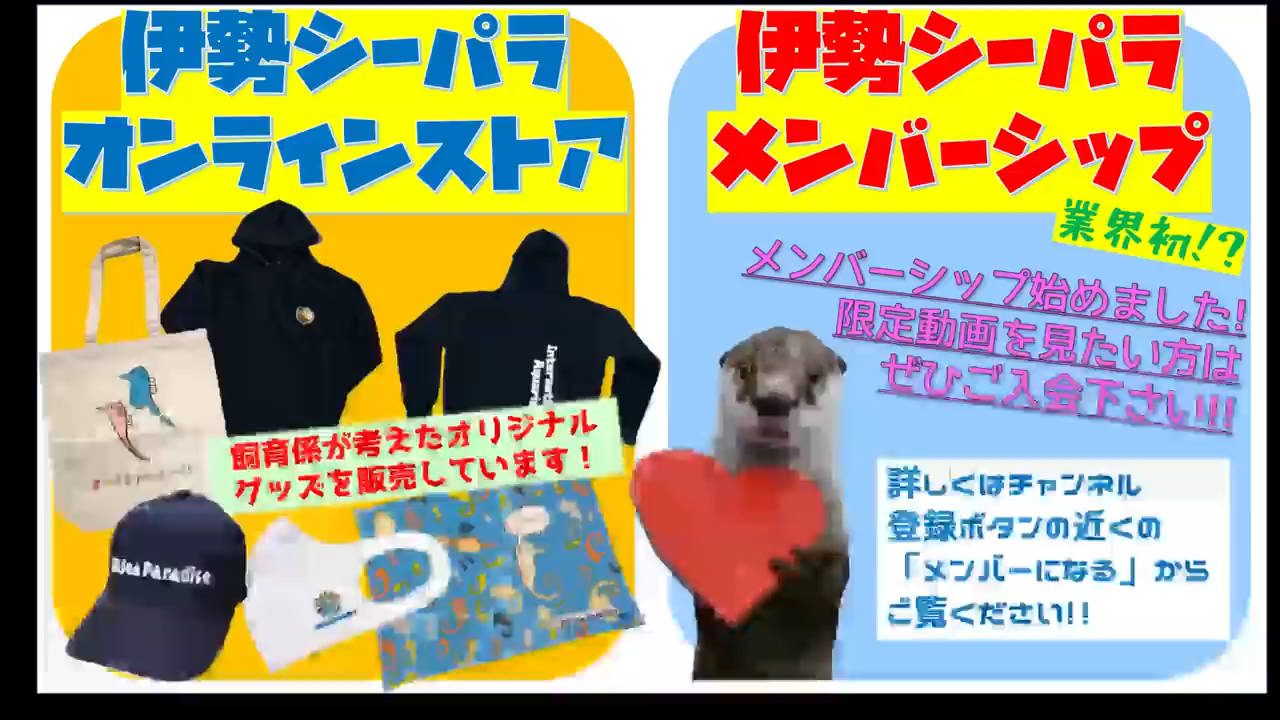 伊勢シーパラ
オンラインストア
飼育係が考えたオリジナル
グッズを販売しています！
Sea Paradise
伊勢シーパラ
メンバーシップ
業界初!?
メンバーシップ始めました!
限定動画を見たい方は
ぜひご入会下さい!!
詳しくはチャンネル
登録ボタンの近くの
「メンバーになる」から
ご覧ください!!